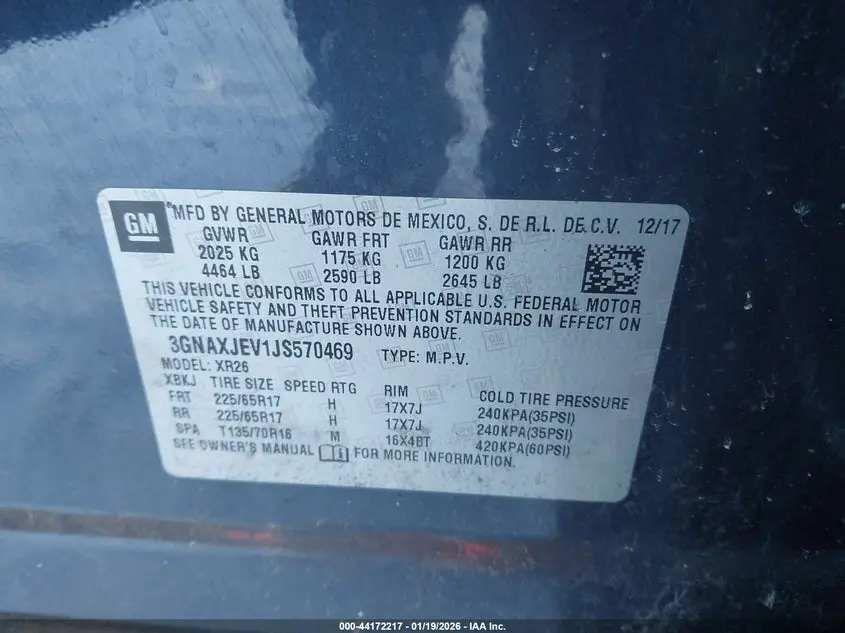 GM MFD BY GENERAL MOTORS DE MEXICO, S. DE R.L. DE C.V. 12/17
GVWR GAWR FRT GAWR RR
2025 KG 1175 KG 1200 KG
4464 LB 2590 LB 2645 LB
THIS VEHICLE CONFORMS TO ALL APPLICABLE U.S. FEDERAL MOTOR
VEHICLE SAFETY AND THEFT PREVENTION STANDARDS IN EFFECT ON
THE DATE OF MANUFACTURE SHOWN ABOVE.
3GNAXJEV1JS570469 TYPE: M.P.V.
MODEL: XR26
XBKJ TIRE SIZE SPEED RTG RIM COLD TIRE PRESSURE
FRT 225/65R17 H 17X7J 240KPA(35PSI)
RR 225/65R17 H 17X7J 240KPA(35PSI)
SPA T135/70R16 M 16X4BT 420KPA(60PSI)
SEE OWNER'S MANUAL FOR MORE INFORMATION.
000-44172217 - 01/19/2026 - IAA Inc.